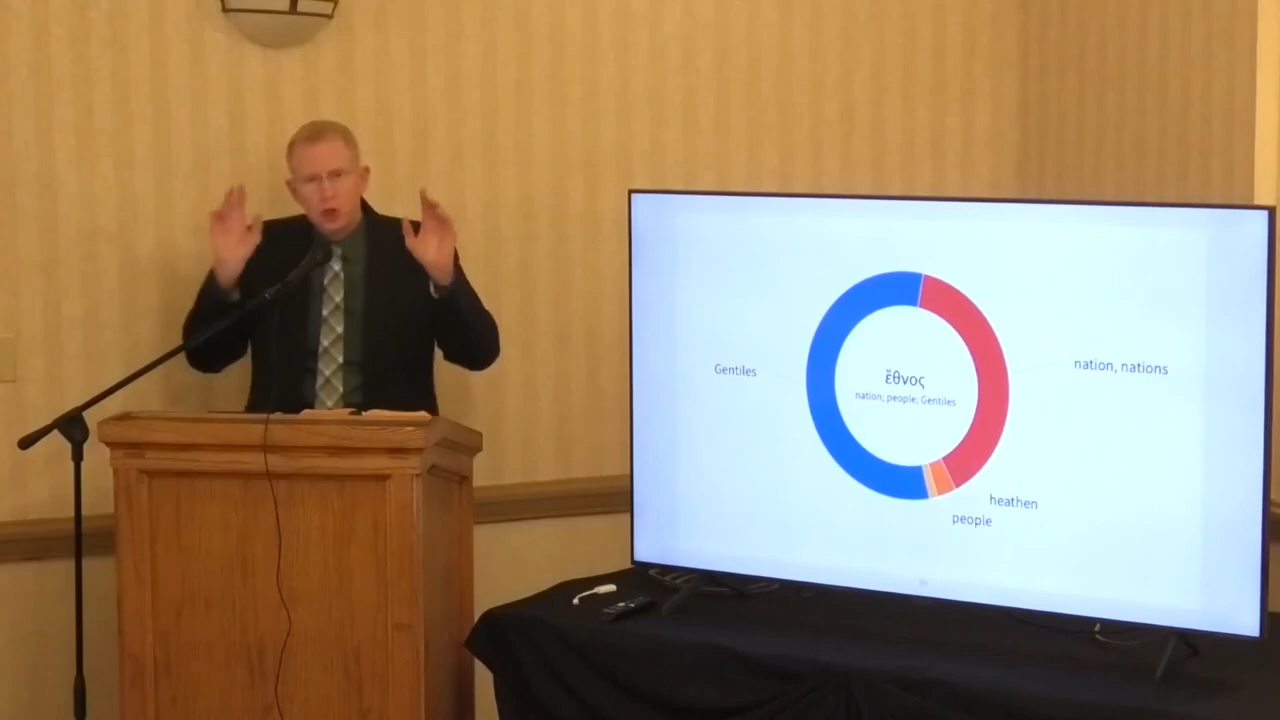 Gentiles
nation, nations
ἔθνος
nation; people; Gentiles
heathen
people